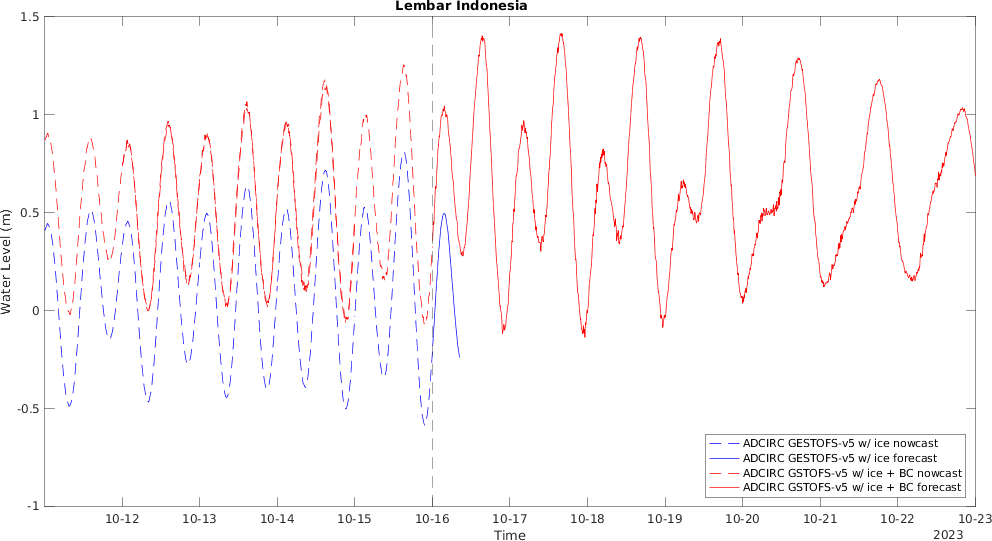 Lembar Indonesia
1.5
1
0.5
0
-0.5
-1
Water Level (m)
ADCIRC GESTOFS-v5 w/ ice nowcast
ADCIRC GESTOFS-v5 w/ ice forecast
ADCIRC GSTOFS-v5 w/ ice + BC nowcast
ADCIRC GSTOFS-v5 w/ ice + BC forecast
10-12 10-13 10-14 10-15 10-16 10-17 10-18 10-19 10-20 10-21 10-22 10-23
Time
2023